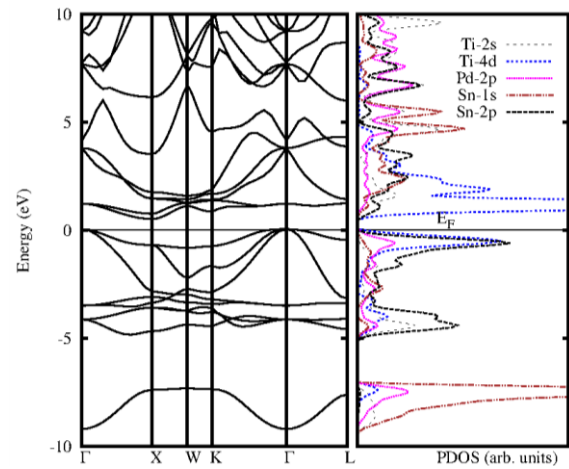 10
5
0
-5
-10
Energy (eV)
Γ X W K Γ L
Ti-2s
Ti-4d
Pd-2p
Sn-1s
Sn-2p
E_F
PDOS (arb. units)